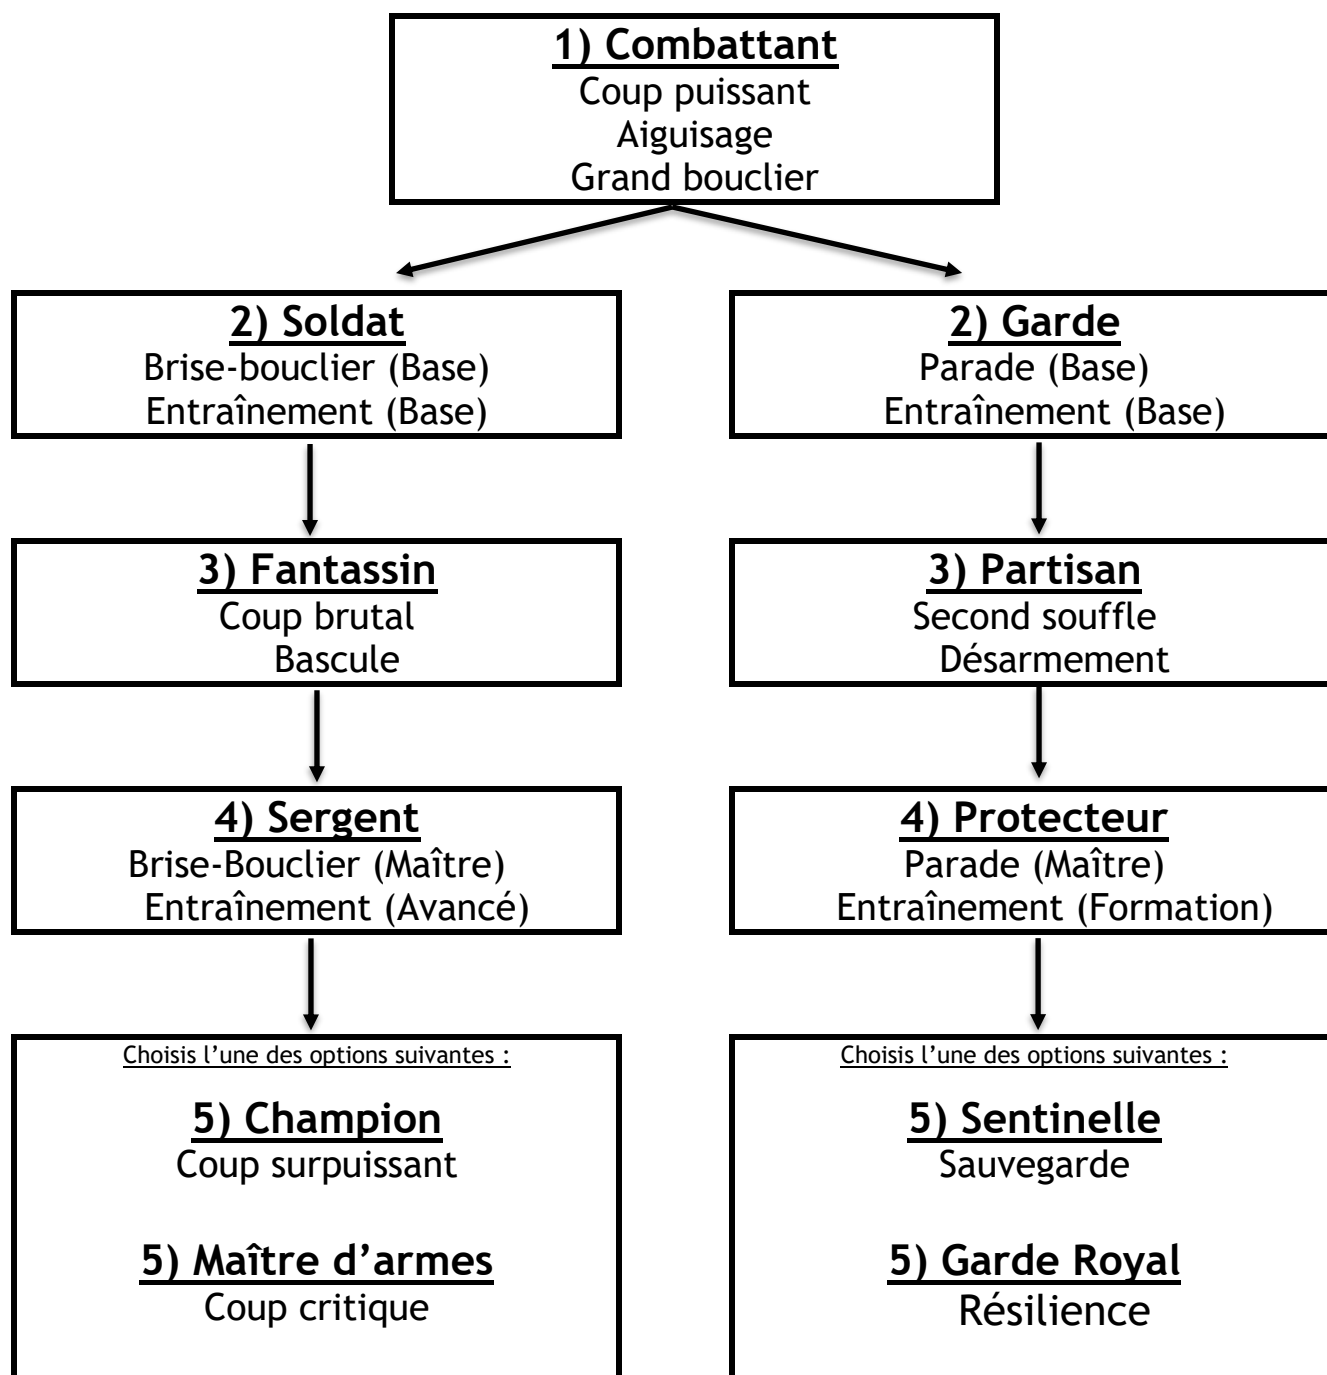 1) Combattant
Coup puissant
Aiguisage
Grand bouclier
2) Soldat
Brise-bouclier (Base)
Entraînement (Base)
2) Garde
Parade (Base)
Entraînement (Base)
3) Fantassin
Coup brutal
Bascule
3) Partisan
Second souffle
Désarmement
4) Sergent
Brise-Bouclier (Maître)
Entraînement (Avancé)
4) Protecteur
Parade (Maître)
Entraînement (Formation)
Choisis l’une des options suivantes :
5) Champion
Coup surpuissant
5) Maître d’armes
Coup critique
Choisis l’une des options suivantes :
5) Sentinelle
Sauvegarde
5) Garde Royal
Résilience